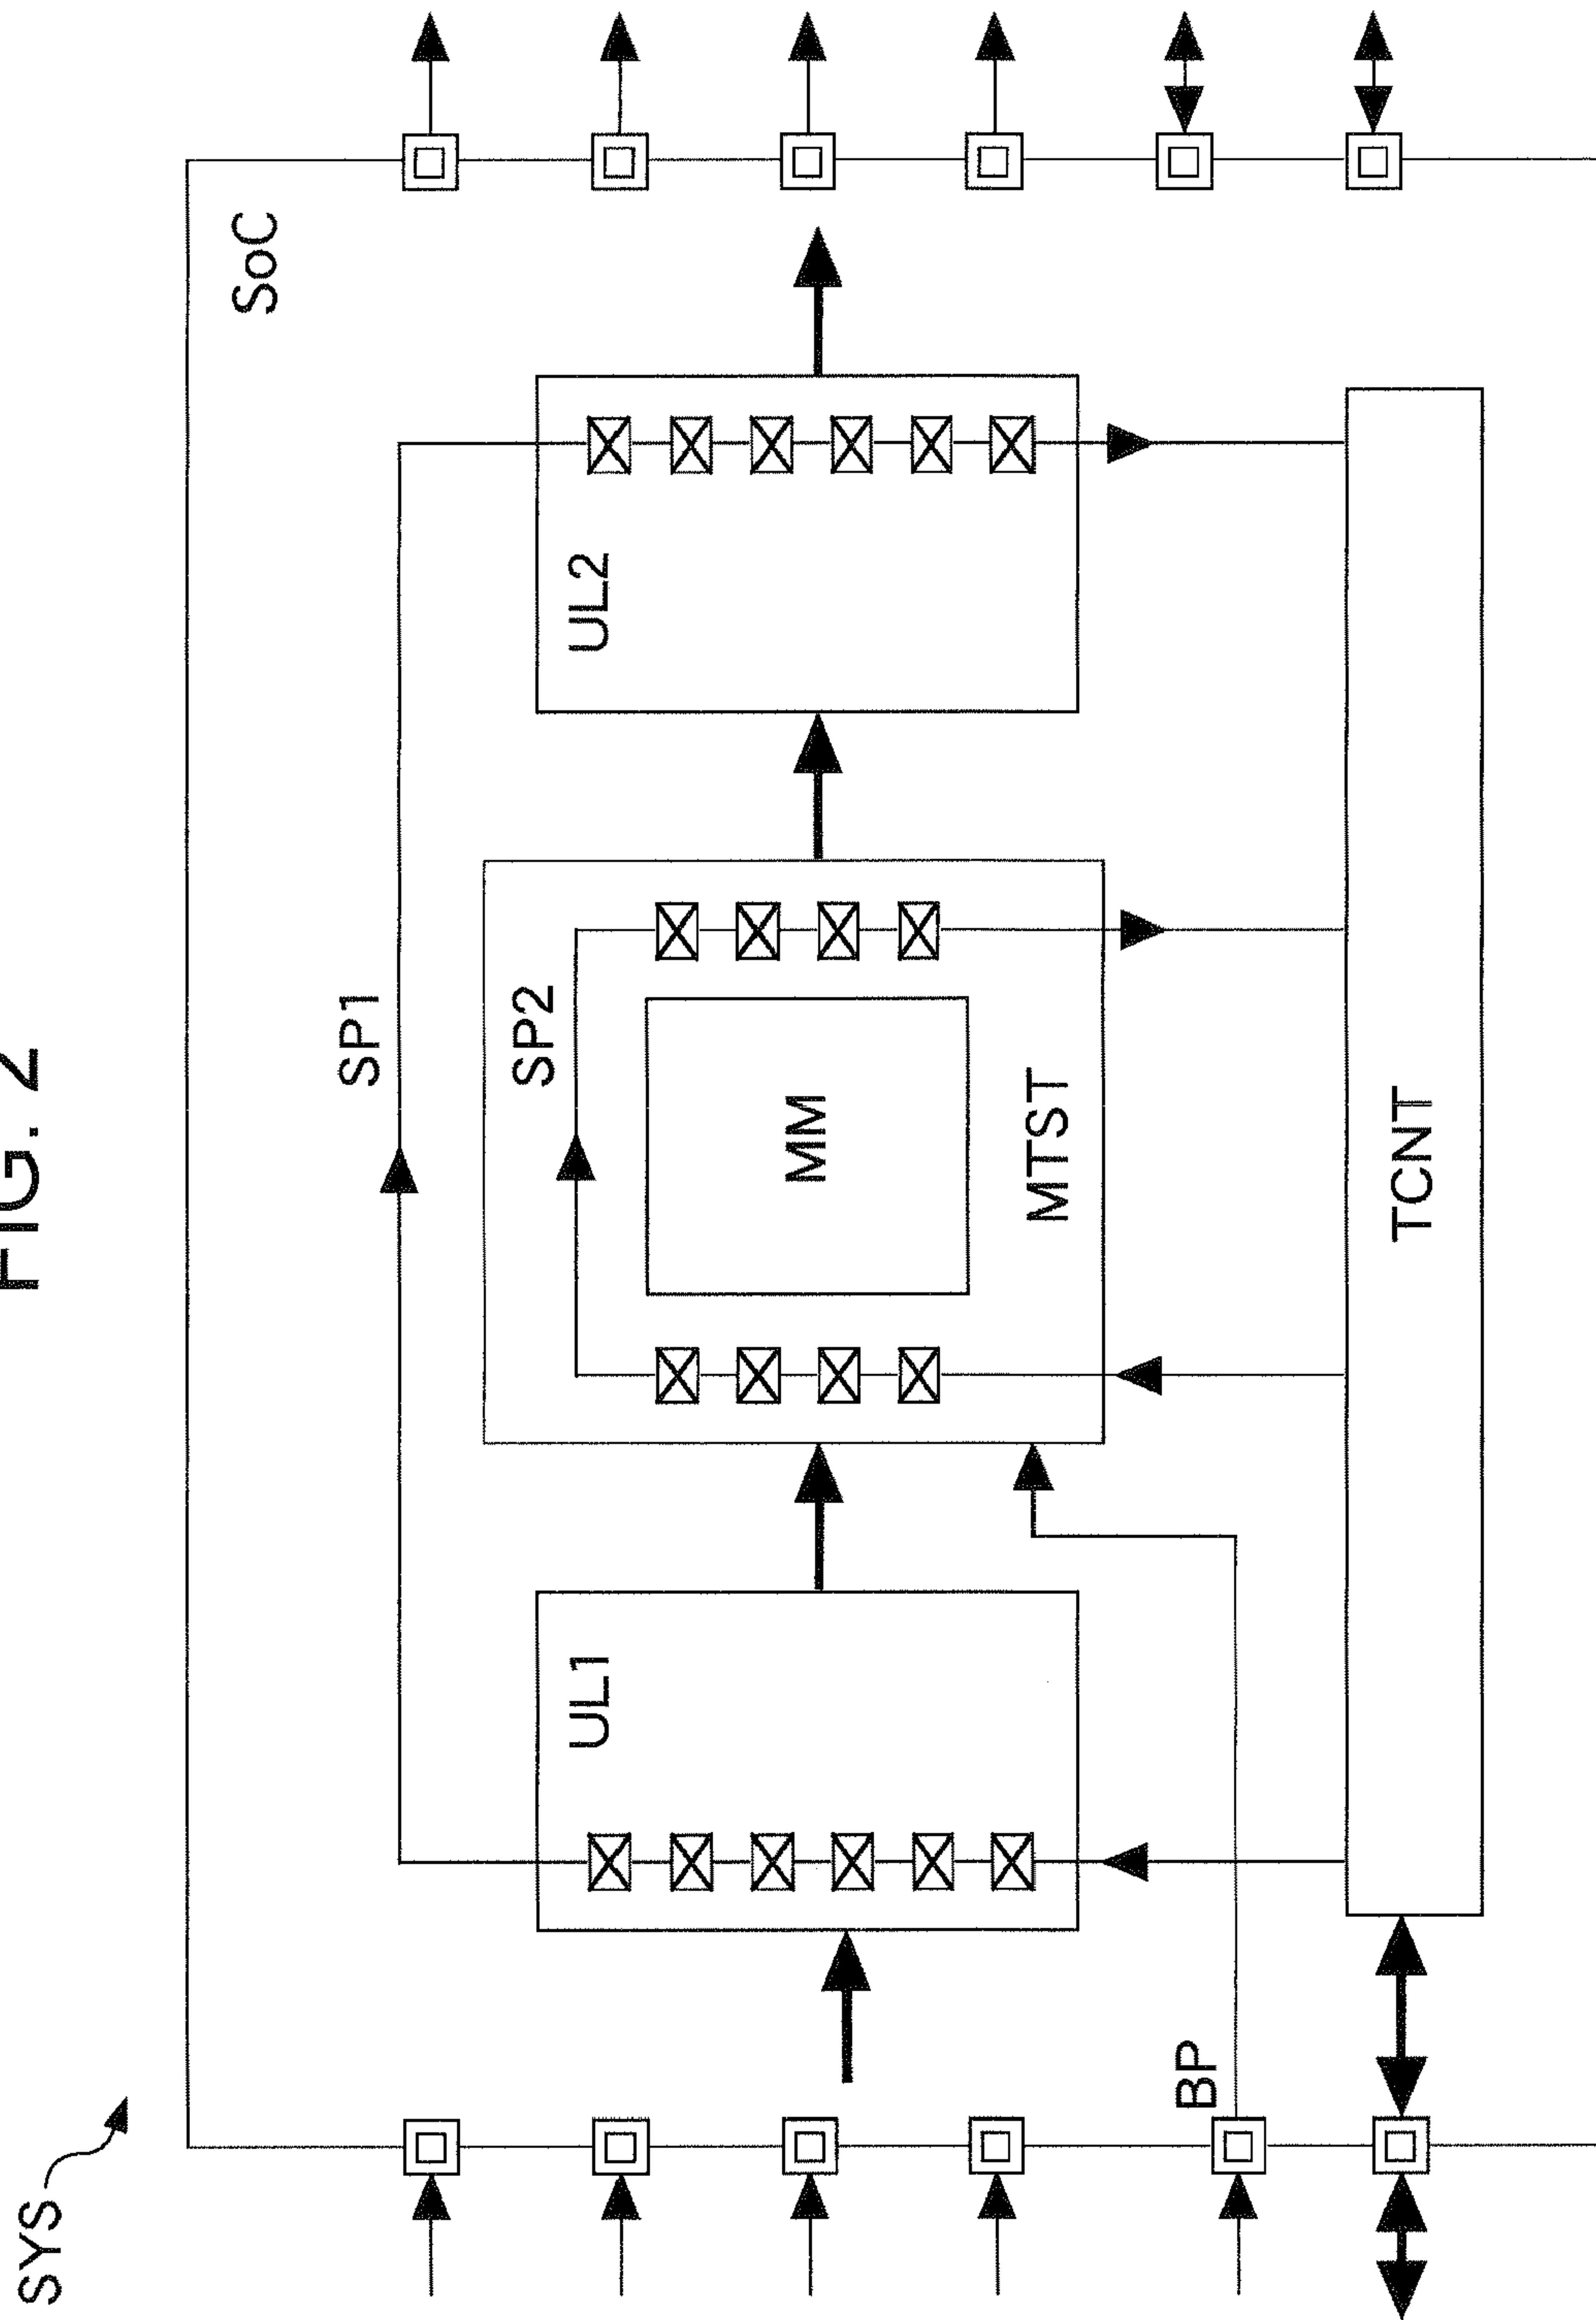 FIG. 2
SYS
SoC
SP1
SP2
UL1
MM
UL2
MTST
BP
TCNT